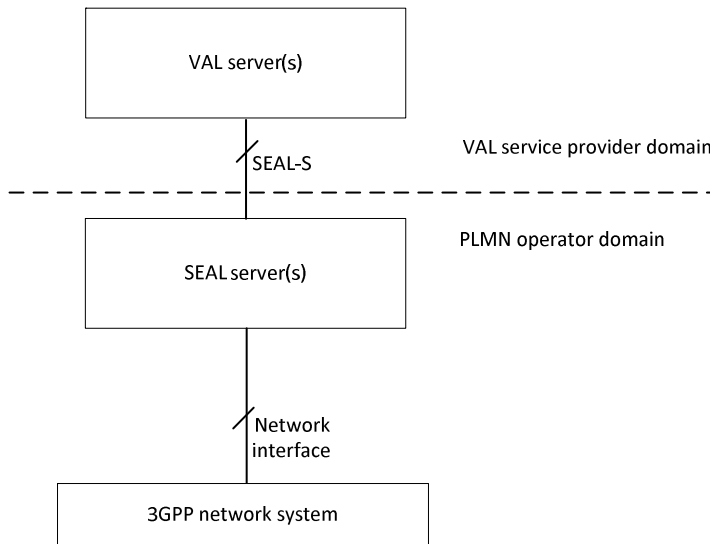 VAL server(s)
VAL service provider domain
SEAL-S
PLMN operator domain
SEAL server(s)
Network
interface
3GPP network system